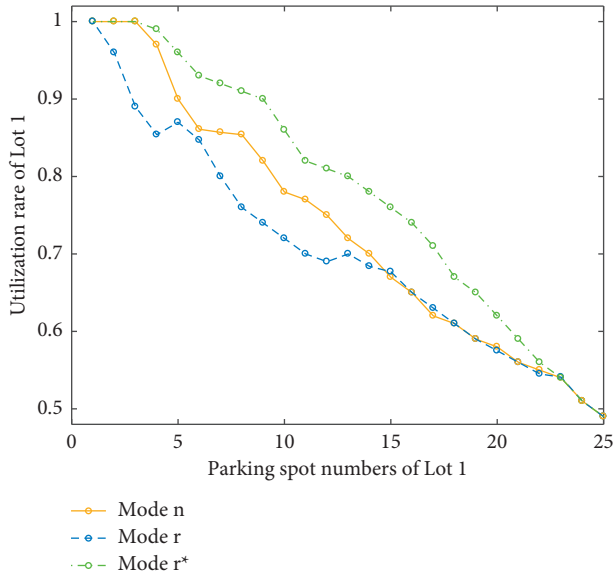 1
0.9
0.8
0.7
0.6
0.5
Utilization rare of Lot 1
0 5 10 15 20 25
Parking spot numbers of Lot 1
Mode n
Mode r
Mode r*